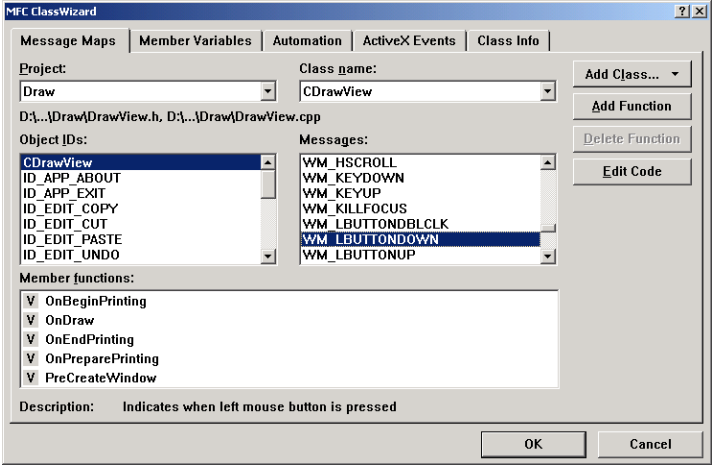 MFC ClassWizard
Message Maps Member Variables Automation ActiveX Events Class Info
Project:
Draw
Class name:
CDrawView
Add Class...
Add Function
Delete Function
Edit Code
D:\...\Draw\DrawView.h, D:\...\Draw\DrawView.cpp
Object IDs:
CDrawView
ID_APP_ABOUT
ID_APP_EXIT
ID_EDIT_COPY
ID_EDIT_CUT
ID_EDIT_PASTE
ID_EDIT_UNDO
Messages:
WM_HSCROLL
WM_KEYDOWN
WM_KEYUP
WM_KILLFOCUS
WM_LBUTTONDBLCLK
WM_LBUTTONDOWN
WM_LBUTTONUP
Member functions:
V OnBeginPrinting
V OnDraw
V OnEndPrinting
V OnPreparePrinting
V PreCreateWindow
Description: Indicates when left mouse button is pressed
OK Cancel